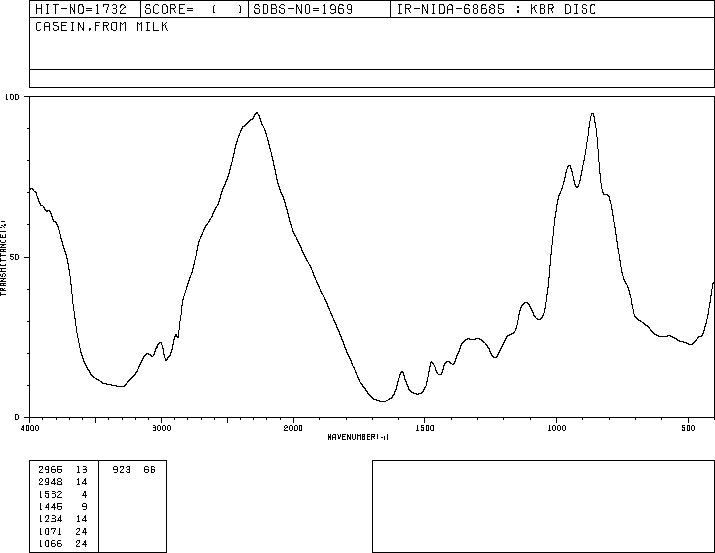 HIT-NO=1732 SCORE= ( ) SDBS-NO=1969 IR-NIDA-68685 : KBR DISC
CASEIN,FROM MILK
100
50
0
TRANSMITTANCE(%)
4000 3000 2000 1500 1000 500
WAVENUMBER(-1)
2966 13 923 66
2948 14
1532 4
1445 9
1234 14
1071 24
1066 24